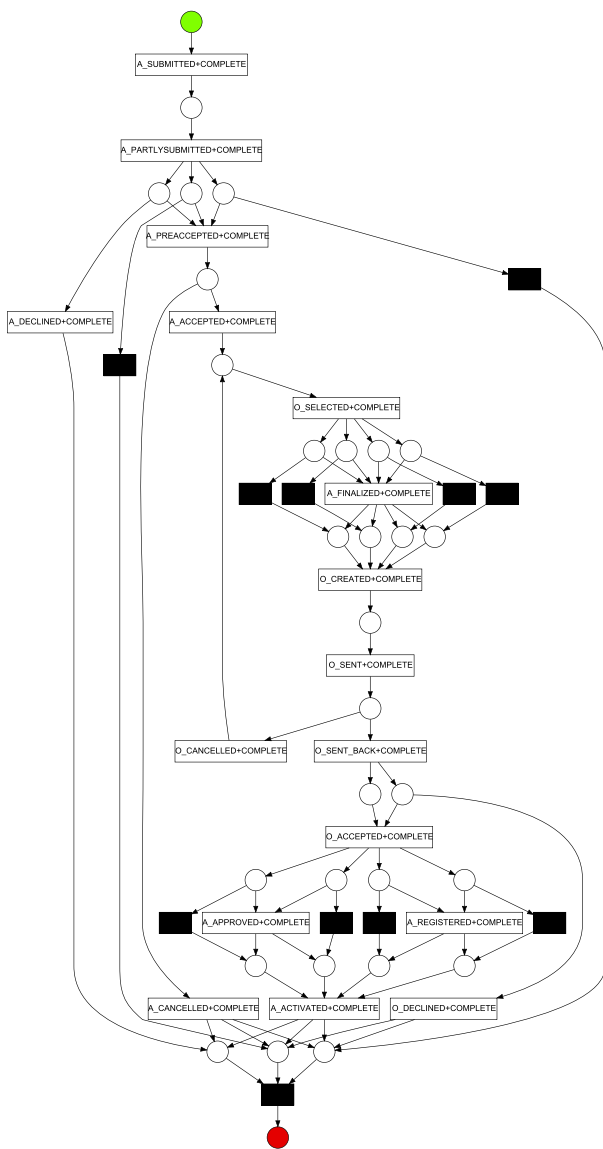 A_SUBMITTED+COMPLETE
A_PARTLYSUBMITTED+COMPLETE
A_PREACCEPTED+COMPLETE
A_DECLINED+COMPLETE
A_ACCEPTED+COMPLETE
O_SELECTED+COMPLETE
A_FINALIZED+COMPLETE
O_CREATED+COMPLETE
O_SENT+COMPLETE
O_CANCELLED+COMPLETE
O_SENT_BACK+COMPLETE
O_ACCEPTED+COMPLETE
A_APPROVED+COMPLETE
A_REGISTERED+COMPLETE
A_CANCELLED+COMPLETE
A_ACTIVATED+COMPLETE
O_DECLINED+COMPLETE